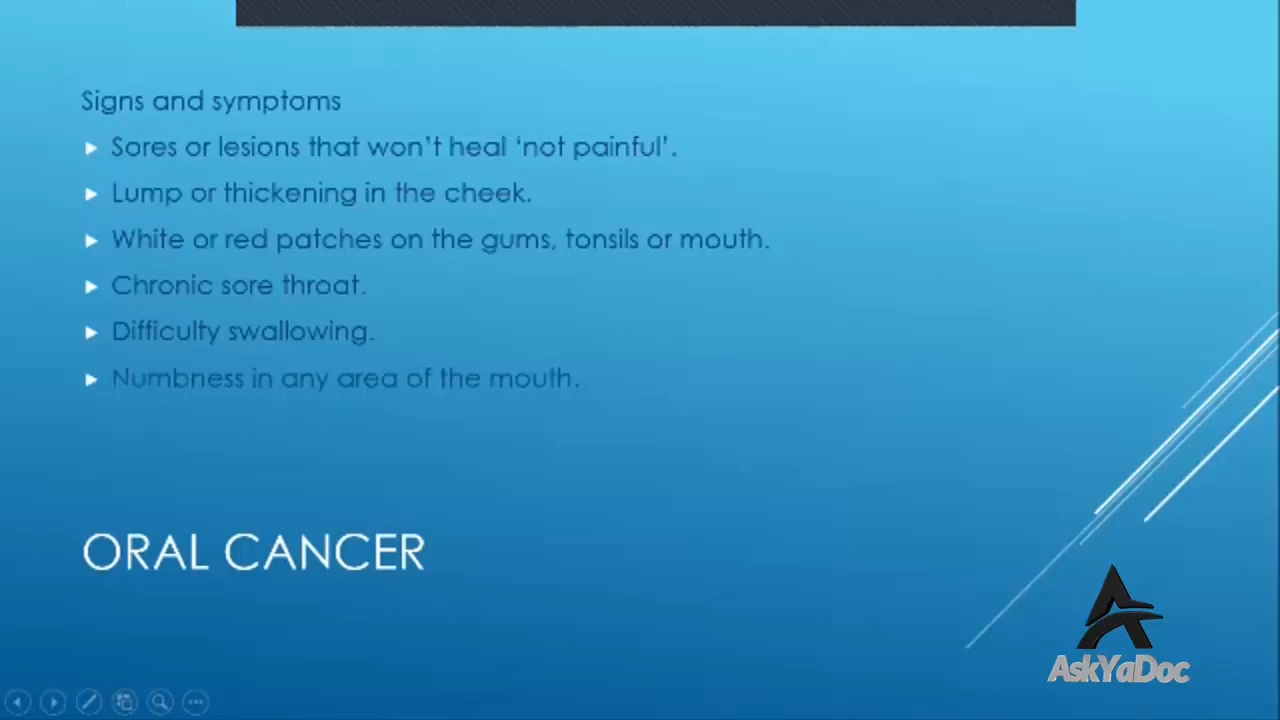 Signs and symptoms
Sores or lesions that won’t heal ‘not painful’.
Lump or thickening in the cheek.
White or red patches on the gums, tonsils or mouth.
Chronic sore throat.
Difficulty swallowing.
Numbness in any area of the mouth.
ORAL CANCER
AskYaDoc